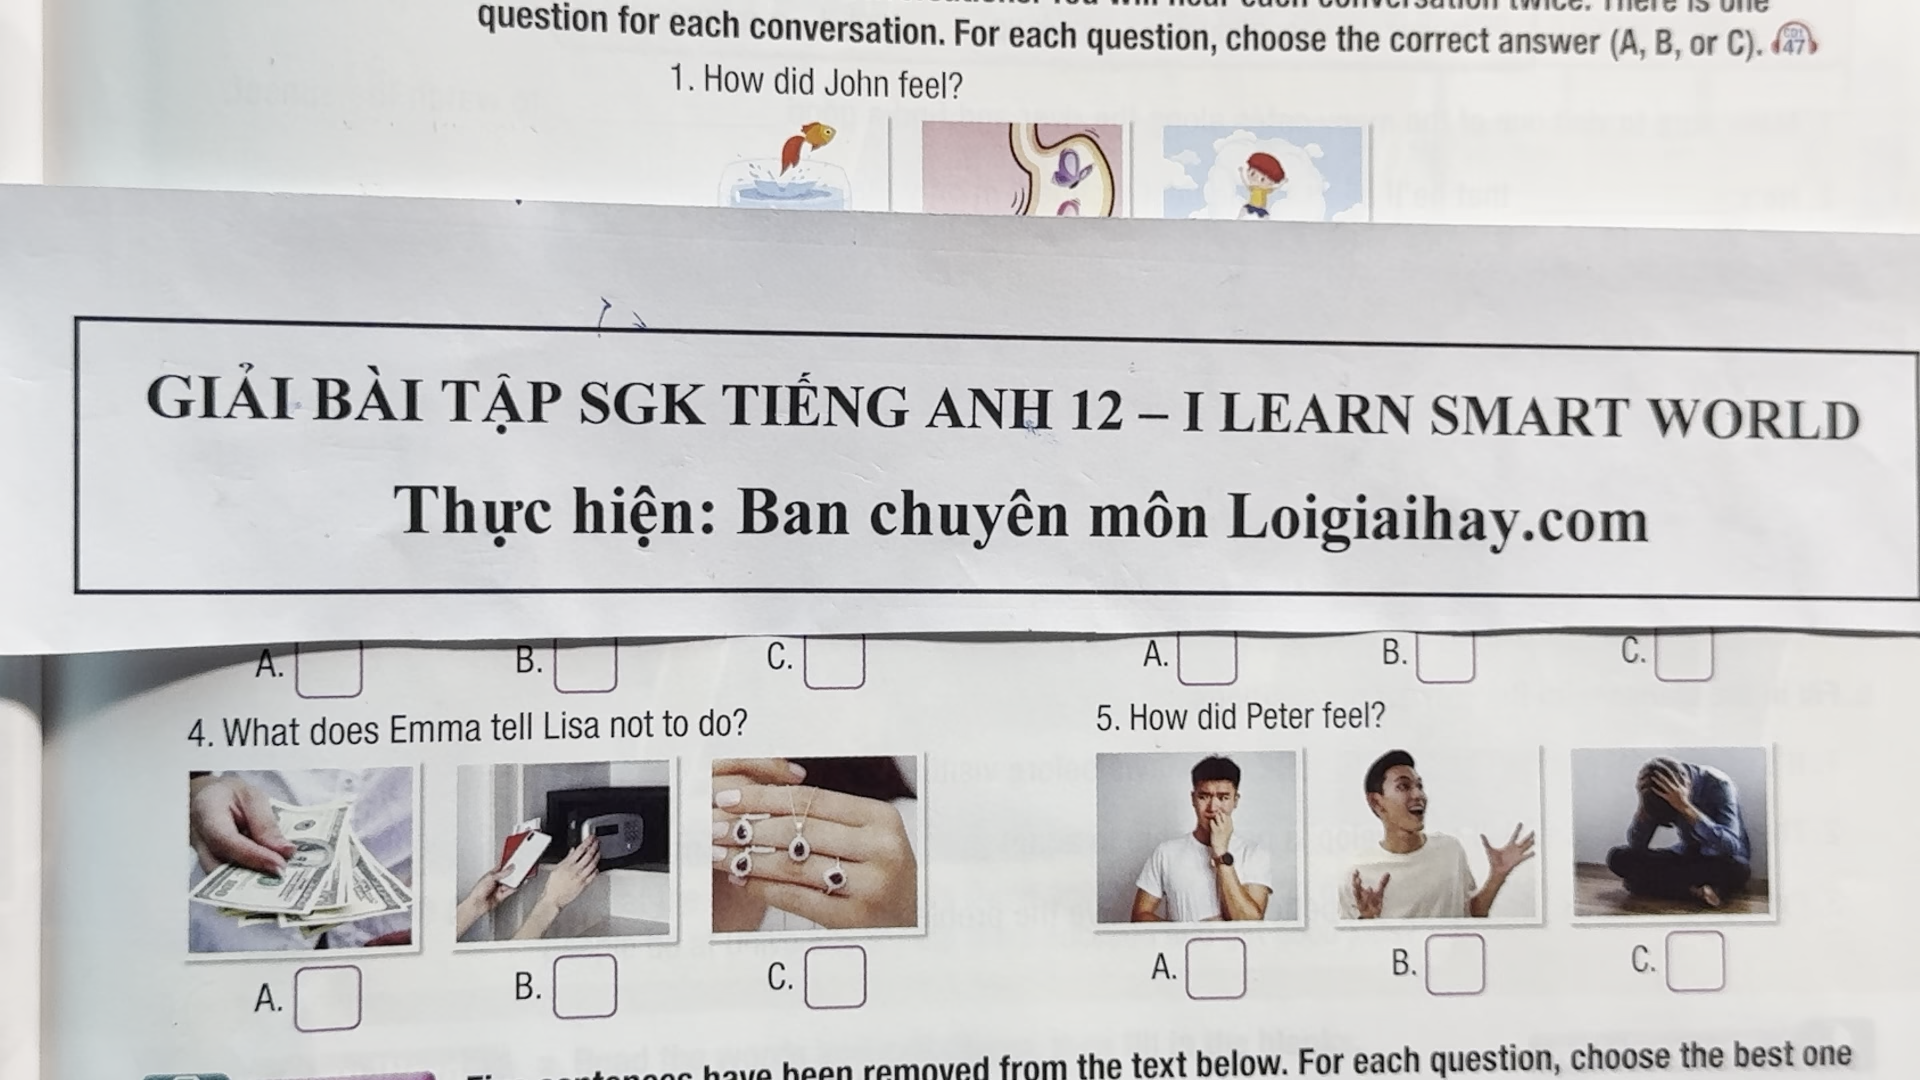 question for each conversation. For each question, choose the correct answer (A, B, or C).
1. How did John feel?
GIẢI BÀI TẬP SGK TIẾNG ANH 12 – I LEARN SMART WORLD
Thực hiện: Ban chuyên môn Loigiaihay.com
A. B. C. A. B. C.
4. What does Emma tell Lisa not to do?
5. How did Peter feel?
A. B. C. A. B. C.
have been removed from the text below. For each question, choose the best one